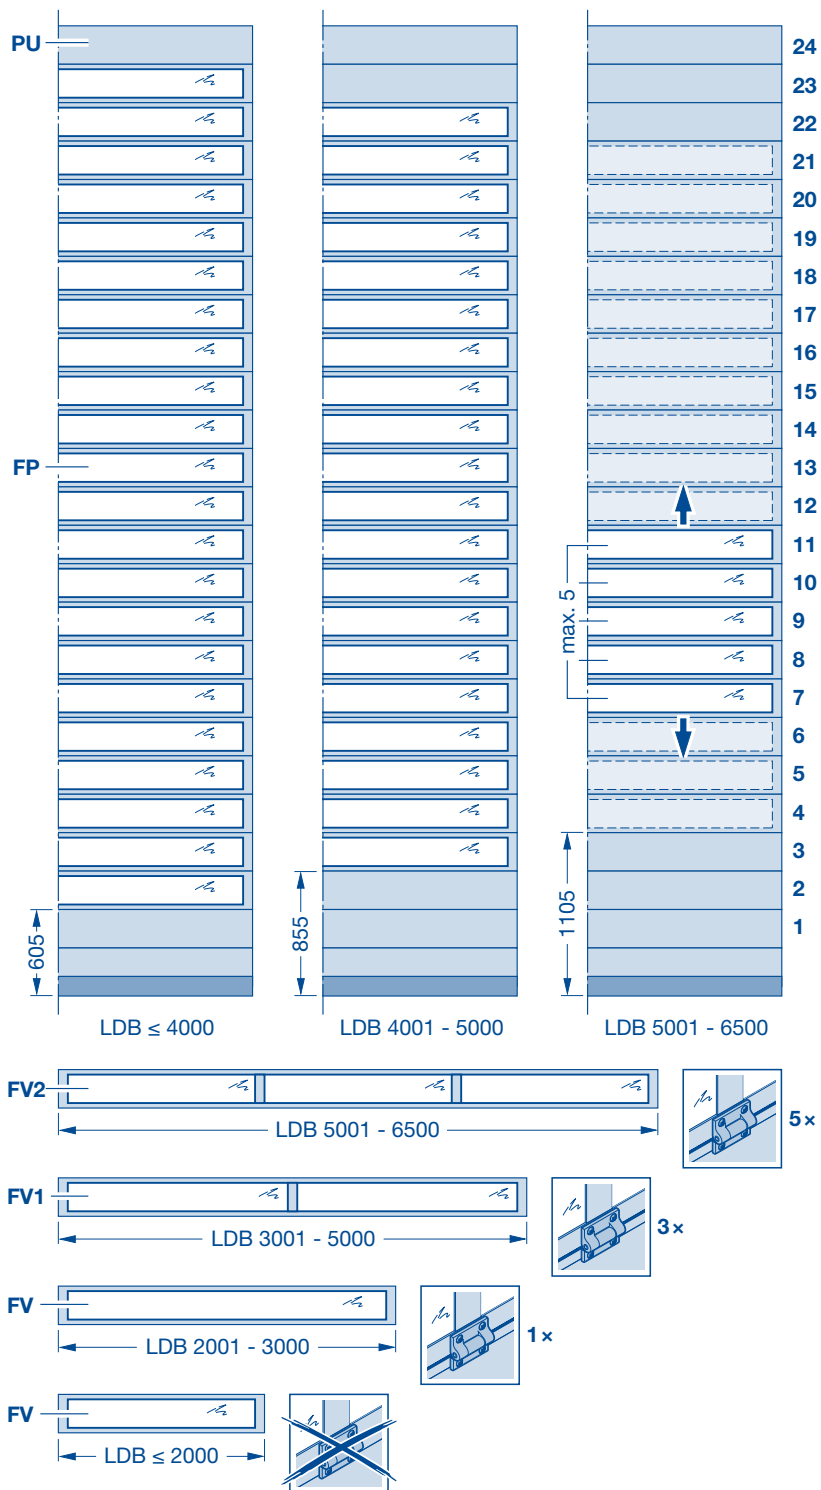 PU
24
23
22
21
20
19
18
17
16
15
14
FP
13
12
11
10
9
8
7
max. 5
6
5
4
3
2
1
605
855
1105
LDB ≤ 4000
LDB 4001 - 5000
LDB 5001 - 6500
FV2
LDB 5001 - 6500
5×
FV1
LDB 3001 - 5000
3×
FV
LDB 2001 - 3000
1×
FV
LDB ≤ 2000